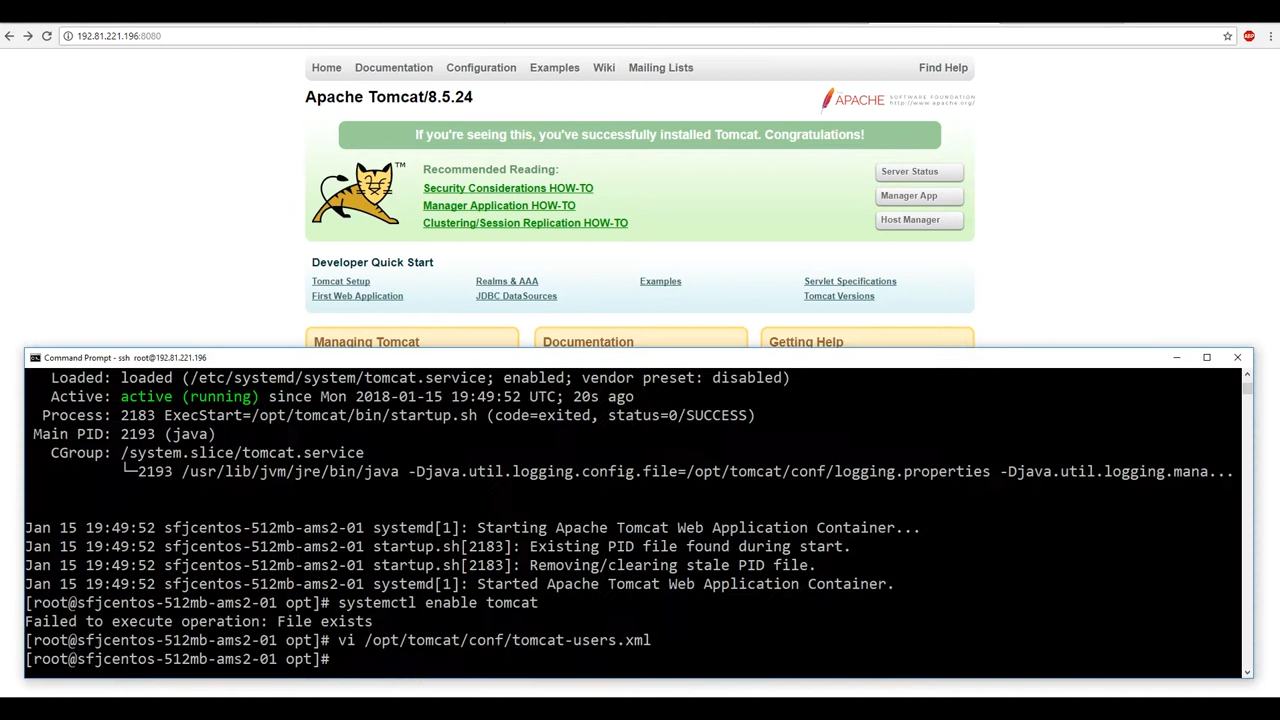 192.81.221.196:8080
ABP
Home Documentation Configuration Examples Wiki Mailing Lists Find Help
Apache Tomcat/8.5.24
APACHE SOFTWARE FOUNDATION
http://www.apache.org/
If you're seeing this, you've successfully installed Tomcat. Congratulations!
TM
Recommended Reading:
Security Considerations HOW-TO
Manager Application HOW-TO
Clustering/Session Replication HOW-TO
Server Status
Manager App
Host Manager
Developer Quick Start
Tomcat Setup
First Web Application
Realms & AAA
JDBC DataSources
Examples
Servlet Specifications
Tomcat Versions
Managing Tomcat
Documentation
Getting Help
Command Prompt - ssh root@192.81.221.196
Loaded: loaded (/etc/systemd/system/tomcat.service; enabled; vendor preset: disabled)
Active: active (running) since Mon 2018-01-15 19:49:52 UTC; 20s ago
Process: 2183 ExecStart=/opt/tomcat/bin/startup.sh (code=exited, status=0/SUCCESS)
Main PID: 2193 (java)
CGroup: /system.slice/tomcat.service
└─2193 /usr/lib/jvm/jre/bin/java -Djava.util.logging.config.file=/opt/tomcat/conf/logging.properties -Djava.util.logging.mana...
Jan 15 19:49:52 sfjcentos-512mb-ams2-01 systemd[1]: Starting Apache Tomcat Web Application Container...
Jan 15 19:49:52 sfjcentos-512mb-ams2-01 startup.sh[2183]: Existing PID file found during start.
Jan 15 19:49:52 sfjcentos-512mb-ams2-01 startup.sh[2183]: Removing/clearing stale PID file.
Jan 15 19:49:52 sfjcentos-512mb-ams2-01 systemd[1]: Started Apache Tomcat Web Application Container.
[root@sfjcentos-512mb-ams2-01 opt]# systemctl enable tomcat
Failed to execute operation: File exists
[root@sfjcentos-512mb-ams2-01 opt]# vi /opt/tomcat/conf/tomcat-users.xml
[root@sfjcentos-512mb-ams2-01 opt]#